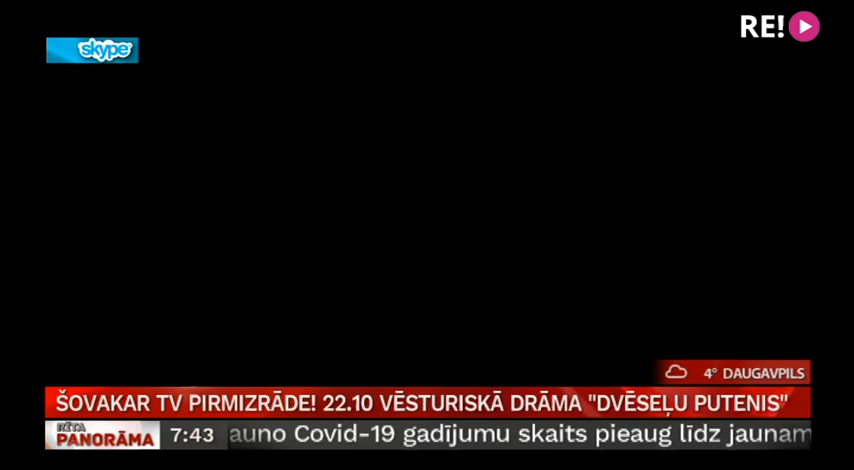 RE!
skype
4° DAUGAVPILS
ŠOVAKAR TV PIRMIZRĀDE! 22.10 VĒSTURISKĀ DRĀMA "DVĒSEĻU PUTENIS"
RĪTA
PANORĀMA 7:43 auno Covid-19 gadījumu skaits pieaug līdz jaunam